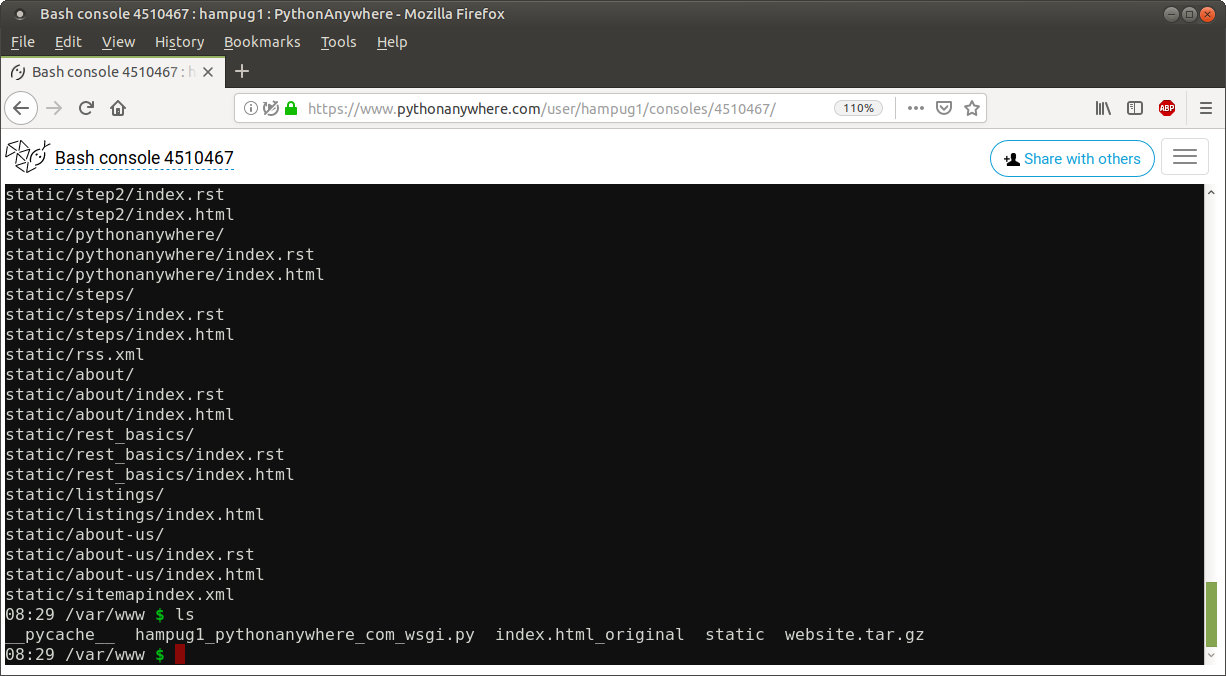 Bash console 4510467 : hampug1 : PythonAnywhere - Mozilla Firefox
File Edit View History Bookmarks Tools Help
Bash console 4510467 : h
https://www.pythonanywhere.com/user/hampug1/consoles/4510467/ 110% ABP
Bash console 4510467 Share with others
static/step2/index.rst
static/step2/index.html
static/pythonanywhere/
static/pythonanywhere/index.rst
static/pythonanywhere/index.html
static/steps/
static/steps/index.rst
static/steps/index.html
static/rss.xml
static/about/
static/about/index.rst
static/about/index.html
static/rest_basics/
static/rest_basics/index.rst
static/rest_basics/index.html
static/listings/
static/listings/index.html
static/about-us/
static/about-us/index.rst
static/about-us/index.html
static/sitemapindex.xml
08:29 /var/www $ ls
__pycache__  hampug1_pythonanywhere_com_wsgi.py  index.html_original  static  website.tar.gz
08:29 /var/www $